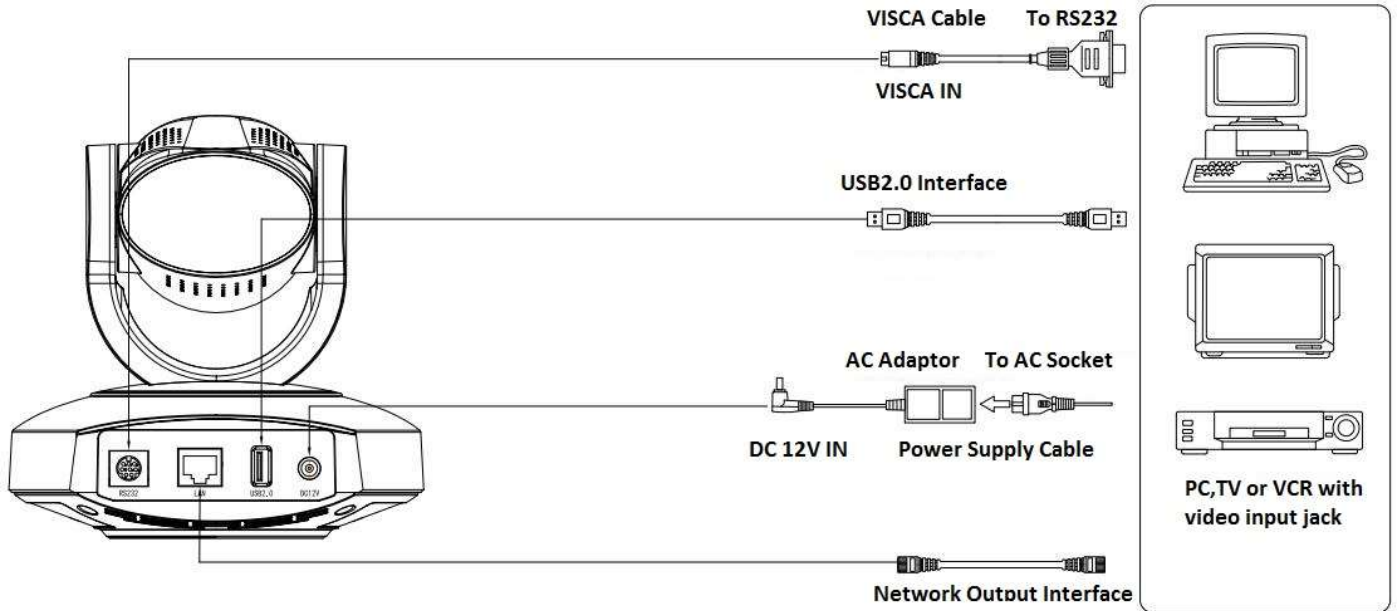 VISCA Cable To RS232
VISCA IN
USB2.0 Interface
AC Adaptor To AC Socket
DC 12V IN Power Supply Cable
RS232 LAN USB2.0 DC12V
PC,TV or VCR with
video input jack
Network Output Interface